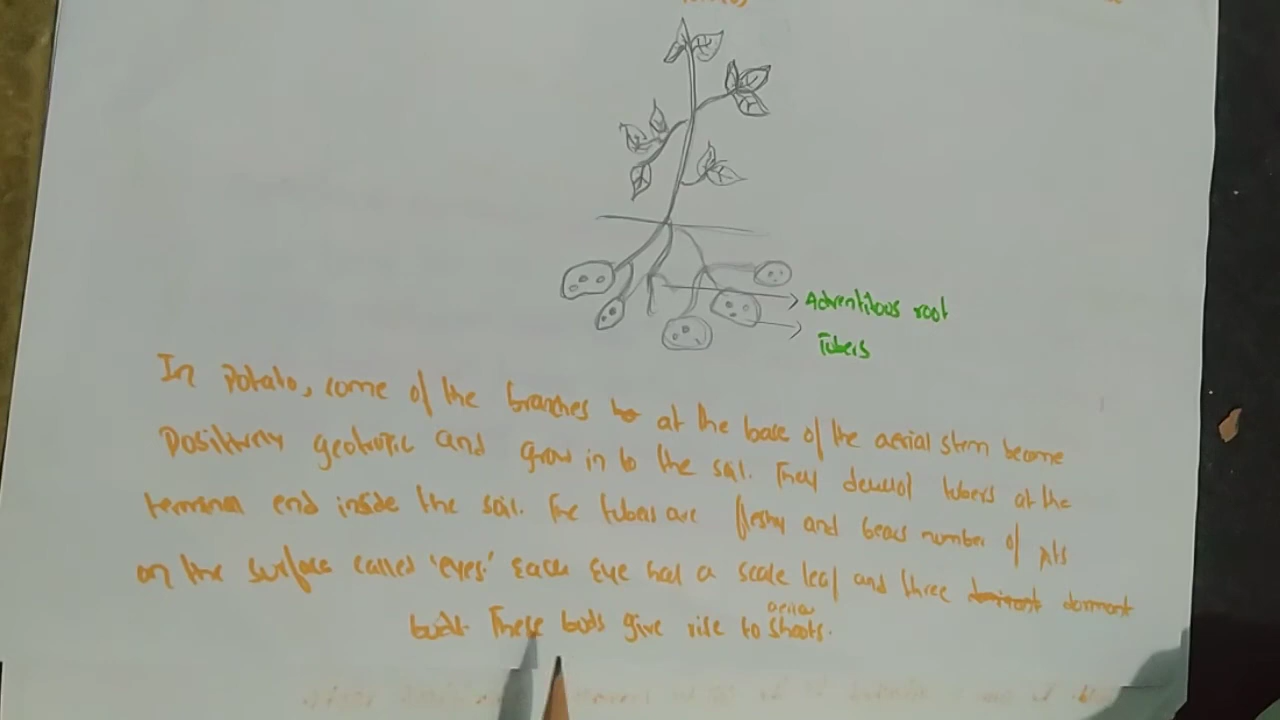 Adventitous root
Tubers
In Potato, some of the branches at the base of the aerial stem become
Positively geotropic and grow in to the soil. They develop tubers at the
terminal end inside the soil. The tubers are fleshy and bears number of pits
on the surface called 'eyes'. Each Eye has a scale leaf and three dormant
aerial
buds. These buds give rise to shoots.